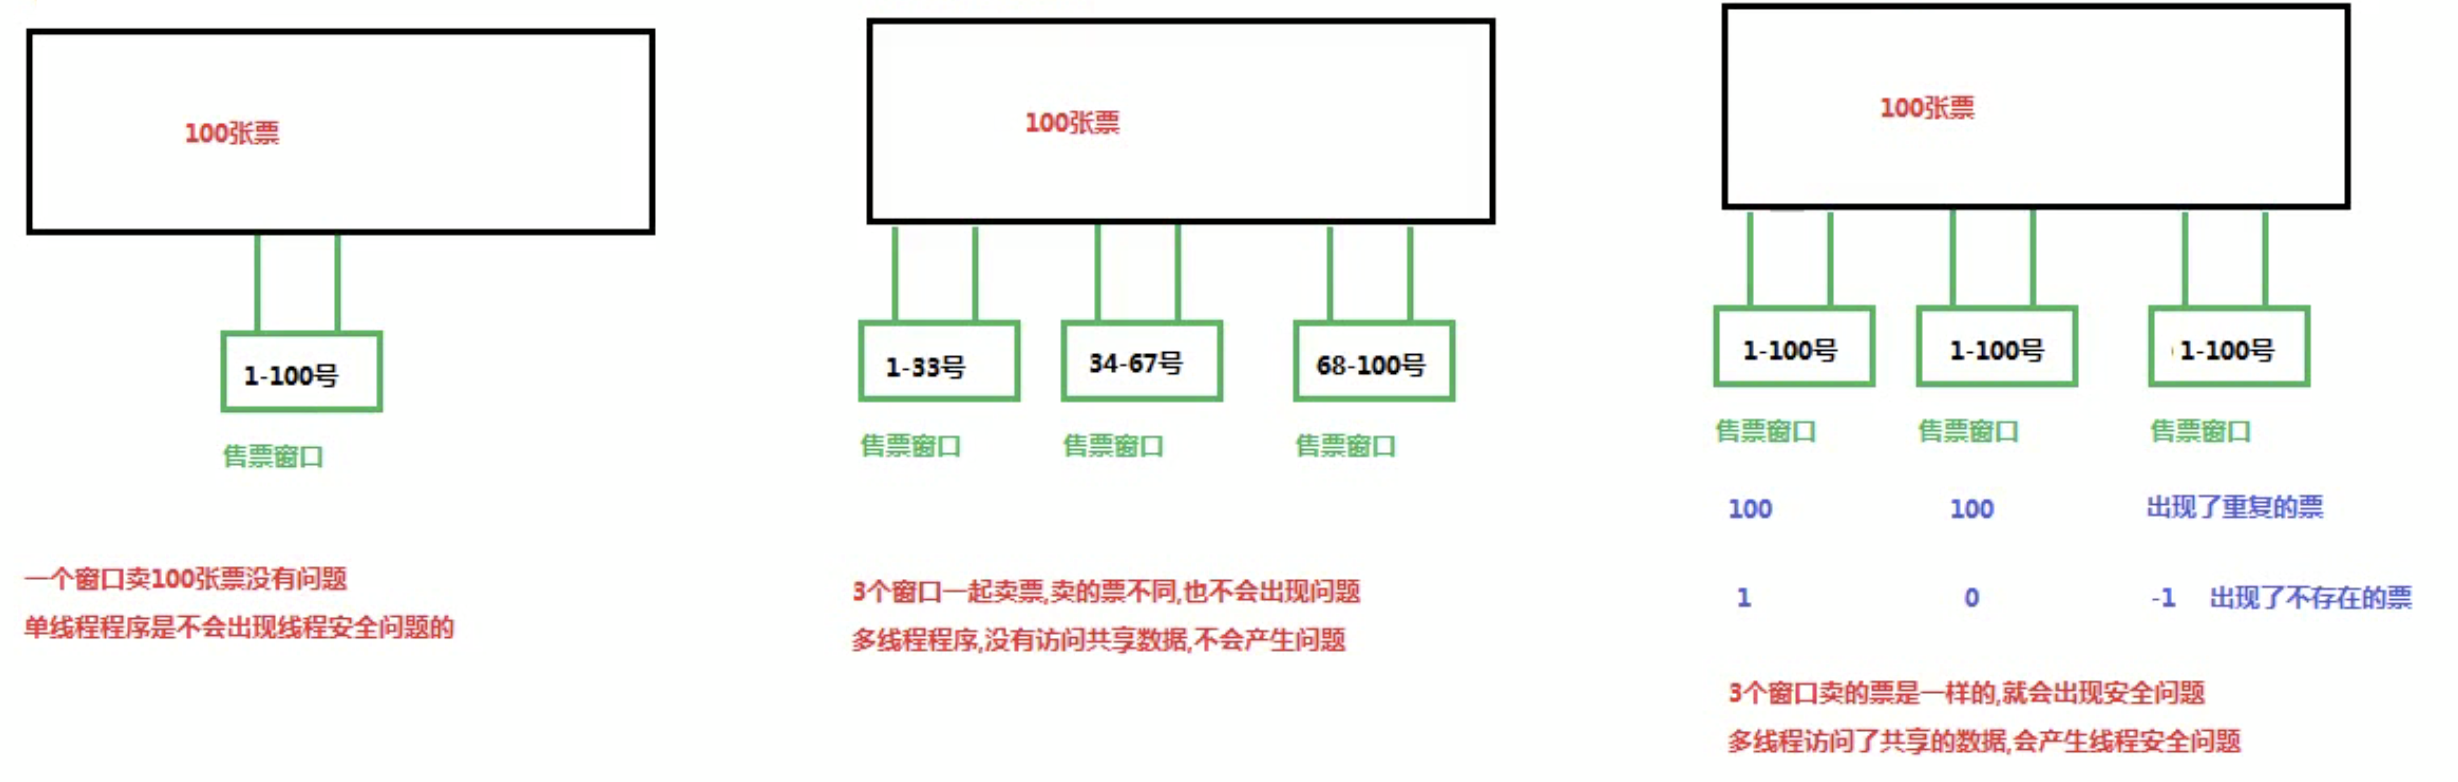 100张票
1-100号
售票窗口
一个窗口卖100张票没有问题
单线程程序是不会出现线程安全问题的
100张票
1-33号
34-67号
68-100号
售票窗口
售票窗口
售票窗口
3个窗口一起卖票,卖的票不同,也不会出现问题
多线程程序,没有访问共享数据,不会产生问题
100张票
1-100号
1-100号
1-100号
售票窗口
售票窗口
售票窗口
100 100 出现了重复的票
1 0 -1 出现了不存在的票
3个窗口卖的票是一样的,就会出现安全问题
多线程访问了共享的数据,会产生线程安全问题